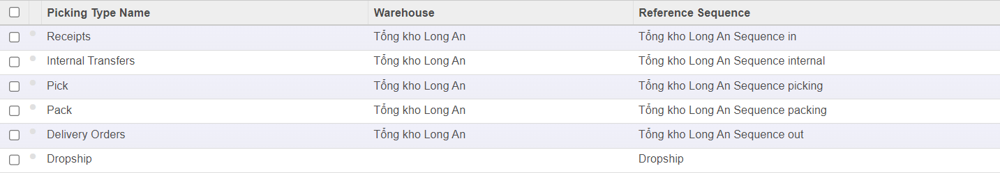 Picking Type Name Warehouse Reference Sequence
Receipts Tổng kho Long An Tổng kho Long An Sequence in
Internal Transfers Tổng kho Long An Tổng kho Long An Sequence internal
Pick Tổng kho Long An Tổng kho Long An Sequence picking
Pack Tổng kho Long An Tổng kho Long An Sequence packing
Delivery Orders Tổng kho Long An Tổng kho Long An Sequence out
Dropship Dropship